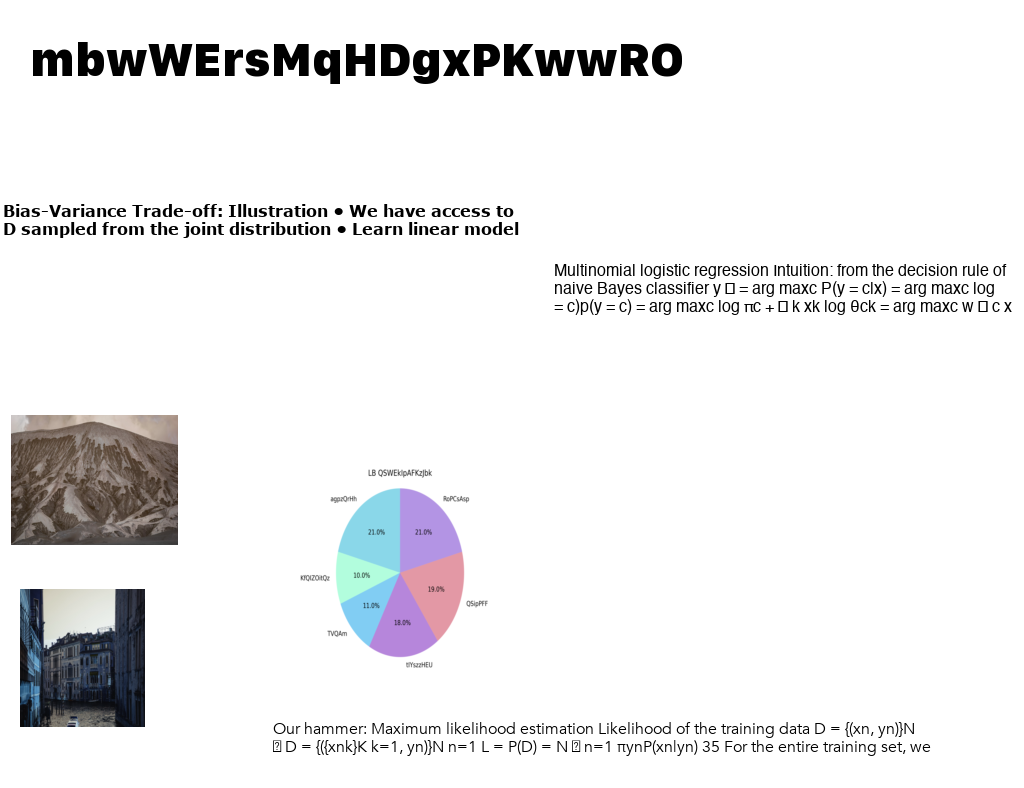 mbwWErsMqHDgxPKwwRO
Bias-Variance Trade-off: Illustration • We have access to
D sampled from the joint distribution • Learn linear model
Multinomial logistic regression Intuition: from the decision rule of
naive Bayes classifier y = arg maxc P(y = c|x) = arg maxc log
= c)p(y = c) = arg maxc log πc + k xk log θck = arg maxc w c x
LB QSWEkipAFKzJbk
agpzQrHh
RoPCsAsp
21.0%
21.0%
KfQIZOitQz
10.0%
19.0%
11.0%
QSipPFF
18.0%
TVQAm
tIYszzHEU
Our hammer: Maximum likelihood estimation Likelihood of the training data D = {(xn, yn)}N
D = {({xnk}K k=1, yn)}N n=1 L = P(D) = N n=1 πynP(xn|yn) 35 For the entire training set, we